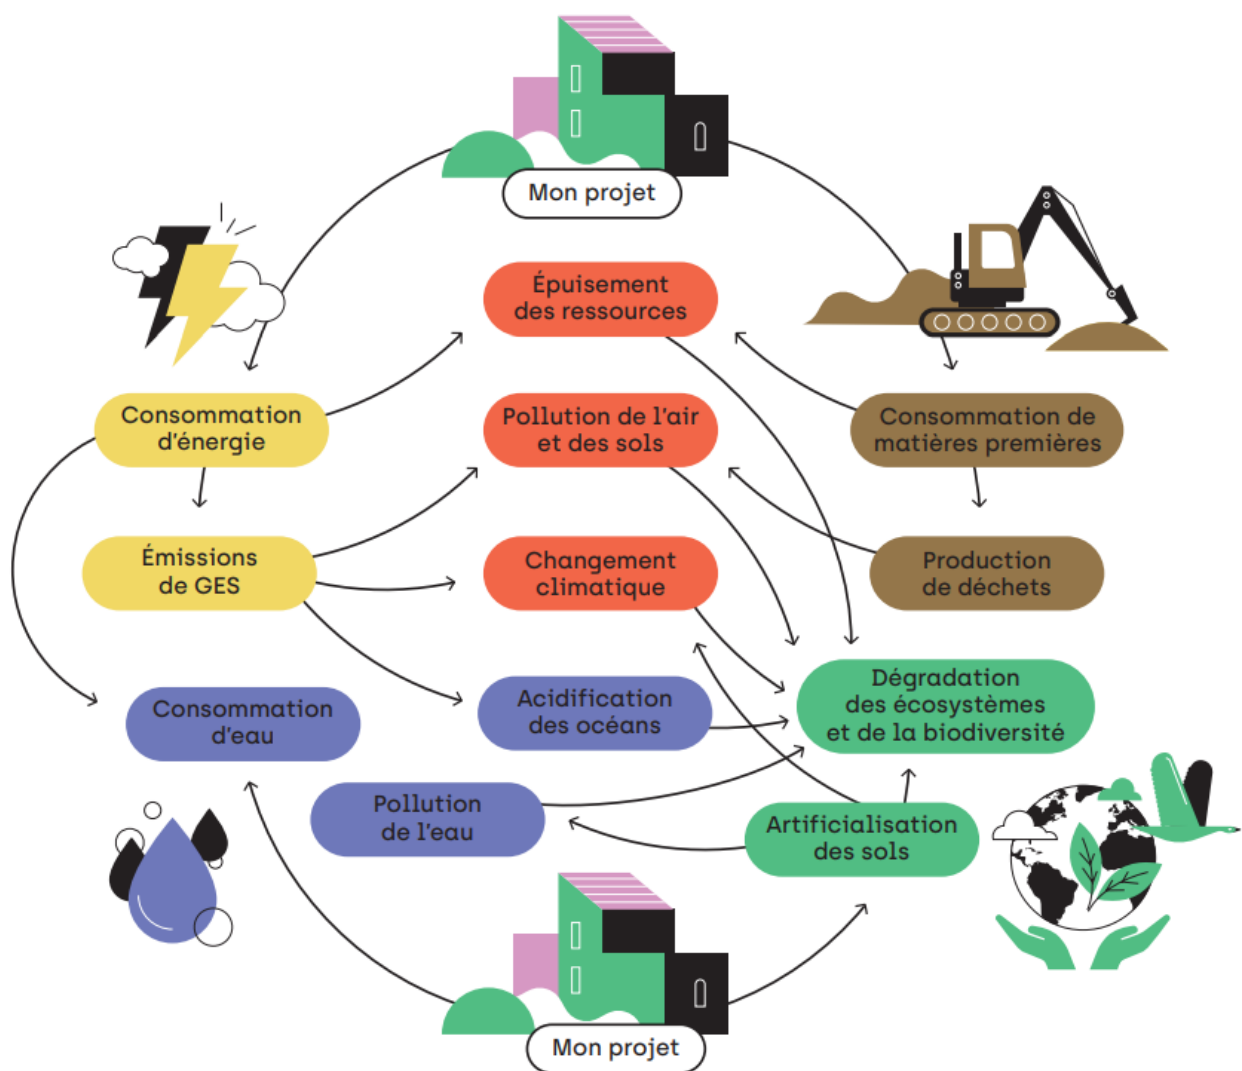 Mon projet
Épuisement
des ressources
Consommation
d'énergie
Pollution de l'air
et des sols
Consommation de
matières premières
Émissions
de GES
Changement
climatique
Production
de déchets
Consommation
d'eau
Acidification
des océans
Dégradation
des écosystèmes
et de la biodiversité
Pollution
de l'eau
Artificialisation
des sols
Mon projet